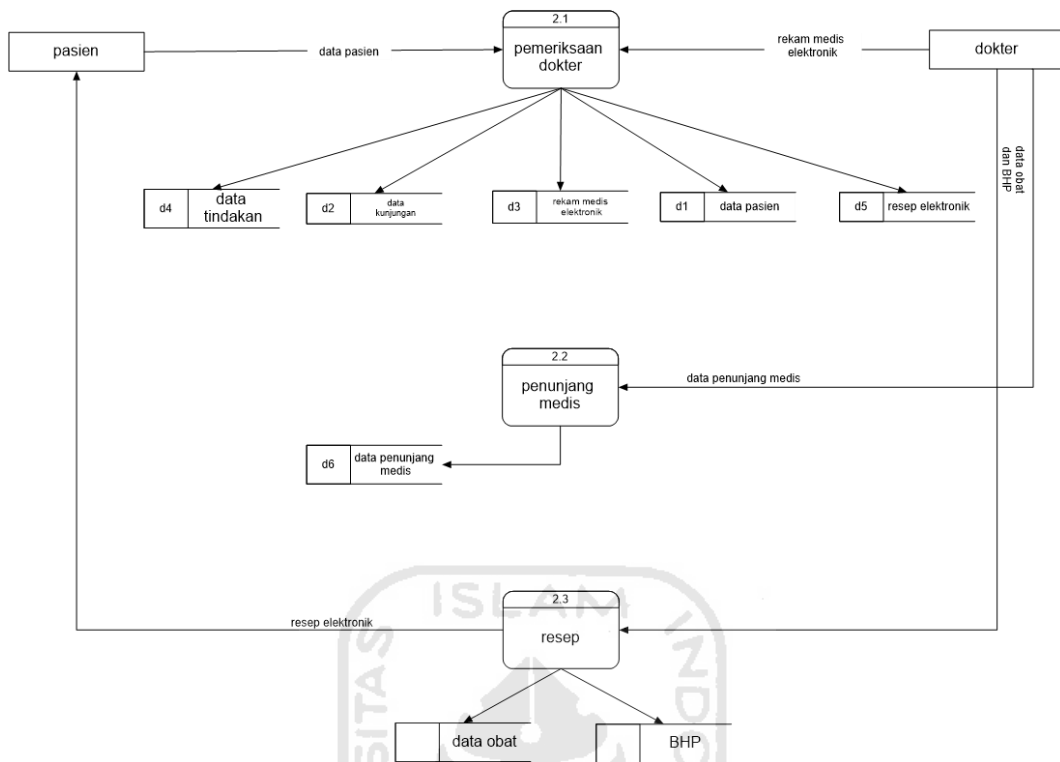 2.1
pasien
data pasien
pemeriksaan
dokter
rekam medis
elektronik
dokter
data obat
dan BHP
d4
data
tindakan
d2
data
kunjungan
d3
rekam medis
elektronik
d1
data pasien
d5
resep elektronik
2.2
penunjang
medis
data penunjang medis
d6
data penunjang
medis
2.3
resep elektronik
resep
data obat
BHP
ISLAM
SITAS
INDO